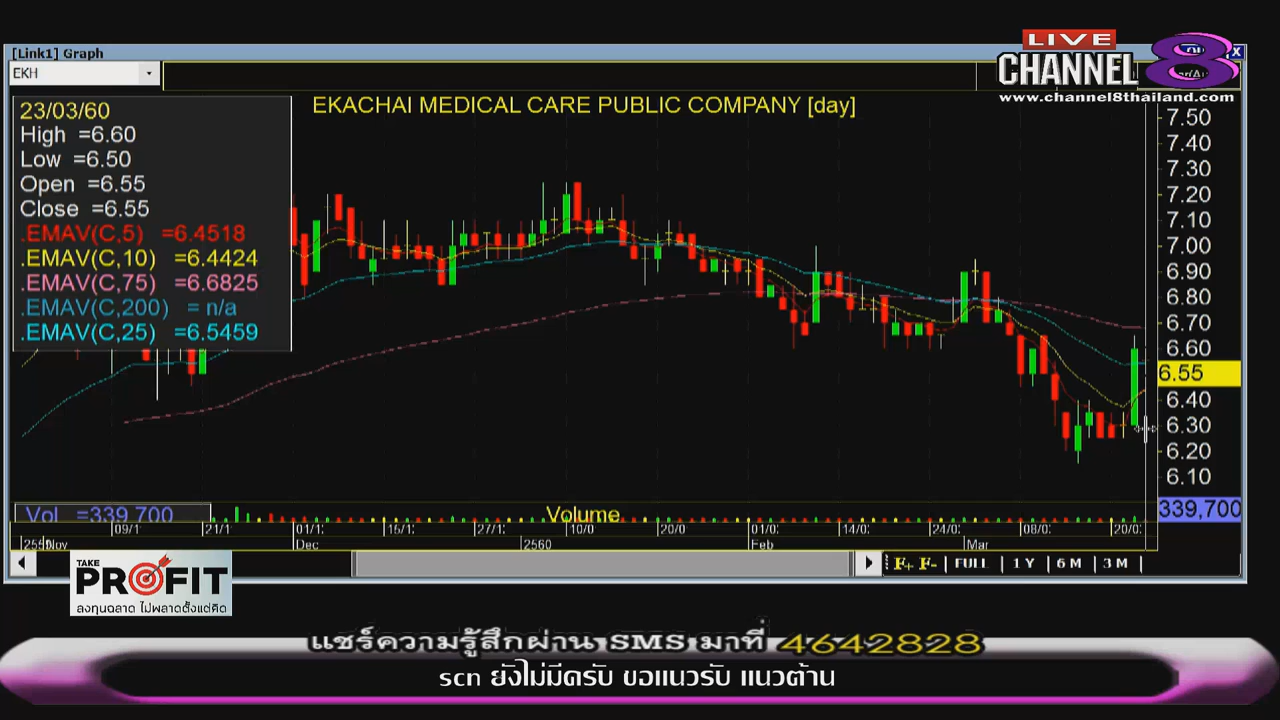 [Link1] Graph
LIVE
CHANNEL 8
www.channel8thailand.com
EKH
EKACHAI MEDICAL CARE PUBLIC COMPANY [day]
23/03/60
High =6.60
Low =6.50
Open =6.55
Close =6.55
.EMAV(C,5) =6.4518
.EMAV(C,10) =6.4424
.EMAV(C,75) =6.6825
.EMAV(C,200) = n/a
.EMAV(C,25) =6.5459
7.50
7.40
7.30
7.20
7.10
7.00
6.90
6.80
6.70
6.60
6.55
6.40
6.30
6.20
6.10
Vol =339,700
Volume
339,700
09/1 21/1 01/1 16/1 27/1 10/0 20/0 01/0 14/0 24/0 08/0 20/0
Nov Dec 2560 Feb Mar
F+ F- FULL 1 Y 6 M 3 M
TAKE
PROFIT
ลงทุนฉลาด ไม่พลาดตั้งแต่คิด
แชร์ความรู้สึกผ่าน SMS มาที่ 4642828
scn ยังไม่มีครับ ขอแนวรับ แนวต้าน